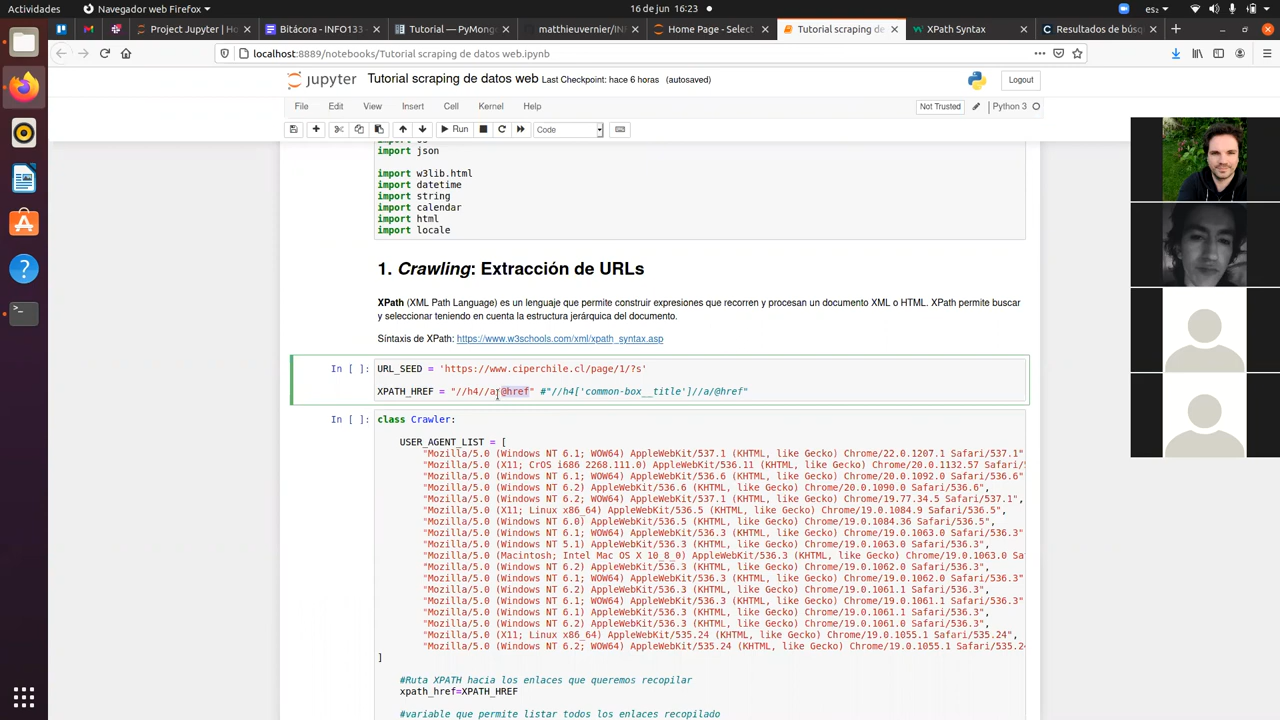 Actividades
Navegador web Firefox
16 de jun 16:23
es2
Project Jupyter | H
Bitácora - INFO133
Tutorial — PyMong
matthieuvernier/IN
Home Page - Select
Tutorial scraping de
XPath Syntax
Resultados de búsq
localhost:8889/notebooks/Tutorial scraping de datos web.ipynb
jupyter Tutorial scraping de datos web Last Checkpoint: hace 6 horas (autosaved)
Logout
File Edit View Insert Cell Kernel Help
Not Trusted
Python 3
Run
Code
import json
import w3lib.html
import datetime
import string
import calendar
import html
import locale
1. Crawling: Extracción de URLs
XPath (XML Path Language) es un lenguaje que permite construir expresiones que recorren y procesan un documento XML o HTML. XPath permite buscar
y seleccionar teniendo en cuenta la estructura jerárquica del documento.
Síntaxis de XPath: https://www.w3schools.com/xml/xpath_syntax.asp
In [ ]: URL_SEED = 'https://www.ciperchile.cl/page/1/?s'
XPATH_HREF = "//h4//a/@href" #"//h4['common-box__title']//a/@href"
In [ ]: class Crawler:
USER_AGENT_LIST = [
"Mozilla/5.0 (Windows NT 6.1; WOW64) AppleWebKit/537.1 (KHTML, like Gecko) Chrome/22.0.1207.1 Safari/537.1"
"Mozilla/5.0 (X11; CrOS i686 2268.111.0) AppleWebKit/536.11 (KHTML, like Gecko) Chrome/20.0.1132.57 Safari/5
"Mozilla/5.0 (Windows NT 6.1; WOW64) AppleWebKit/536.6 (KHTML, like Gecko) Chrome/20.0.1092.0 Safari/536.6"
"Mozilla/5.0 (Windows NT 6.2) AppleWebKit/536.6 (KHTML, like Gecko) Chrome/20.0.1090.0 Safari/536.6",
"Mozilla/5.0 (Windows NT 6.2; WOW64) AppleWebKit/537.1 (KHTML, like Gecko) Chrome/19.77.34.5 Safari/537.1",
"Mozilla/5.0 (X11; Linux x86_64) AppleWebKit/536.5 (KHTML, like Gecko) Chrome/19.0.1084.9 Safari/536.5",
"Mozilla/5.0 (Windows NT 6.0) AppleWebKit/536.5 (KHTML, like Gecko) Chrome/19.0.1084.36 Safari/536.5",
"Mozilla/5.0 (Windows NT 6.1; WOW64) AppleWebKit/536.3 (KHTML, like Gecko) Chrome/19.0.1063.0 Safari/536.3"
"Mozilla/5.0 (Windows NT 5.1) AppleWebKit/536.3 (KHTML, like Gecko) Chrome/19.0.1063.0 Safari/536.3",
"Mozilla/5.0 (Macintosh; Intel Mac OS X 10_8_0) AppleWebKit/536.3 (KHTML, like Gecko) Chrome/19.0.1063.0 Sa
"Mozilla/5.0 (Windows NT 6.2) AppleWebKit/536.3 (KHTML, like Gecko) Chrome/19.0.1062.0 Safari/536.3",
"Mozilla/5.0 (Windows NT 6.1; WOW64) AppleWebKit/536.3 (KHTML, like Gecko) Chrome/19.0.1062.0 Safari/536.3"
"Mozilla/5.0 (Windows NT 6.2) AppleWebKit/536.3 (KHTML, like Gecko) Chrome/19.0.1061.1 Safari/536.3",
"Mozilla/5.0 (Windows NT 6.1; WOW64) AppleWebKit/536.3 (KHTML, like Gecko) Chrome/19.0.1061.1 Safari/536.3"
"Mozilla/5.0 (Windows NT 6.1) AppleWebKit/536.3 (KHTML, like Gecko) Chrome/19.0.1061.1 Safari/536.3",
"Mozilla/5.0 (Windows NT 6.2) AppleWebKit/536.3 (KHTML, like Gecko) Chrome/19.0.1061.0 Safari/536.3",
"Mozilla/5.0 (X11; Linux x86_64) AppleWebKit/535.24 (KHTML, like Gecko) Chrome/19.0.1055.1 Safari/535.24",
"Mozilla/5.0 (Windows NT 6.2; WOW64) AppleWebKit/535.24 (KHTML, like Gecko) Chrome/19.0.1055.1 Safari/535.24
]
#Ruta XPATH hacia los enlaces que queremos recopilar
xpath_href=XPATH_HREF
#variable que permite listar todos los enlaces recopilado